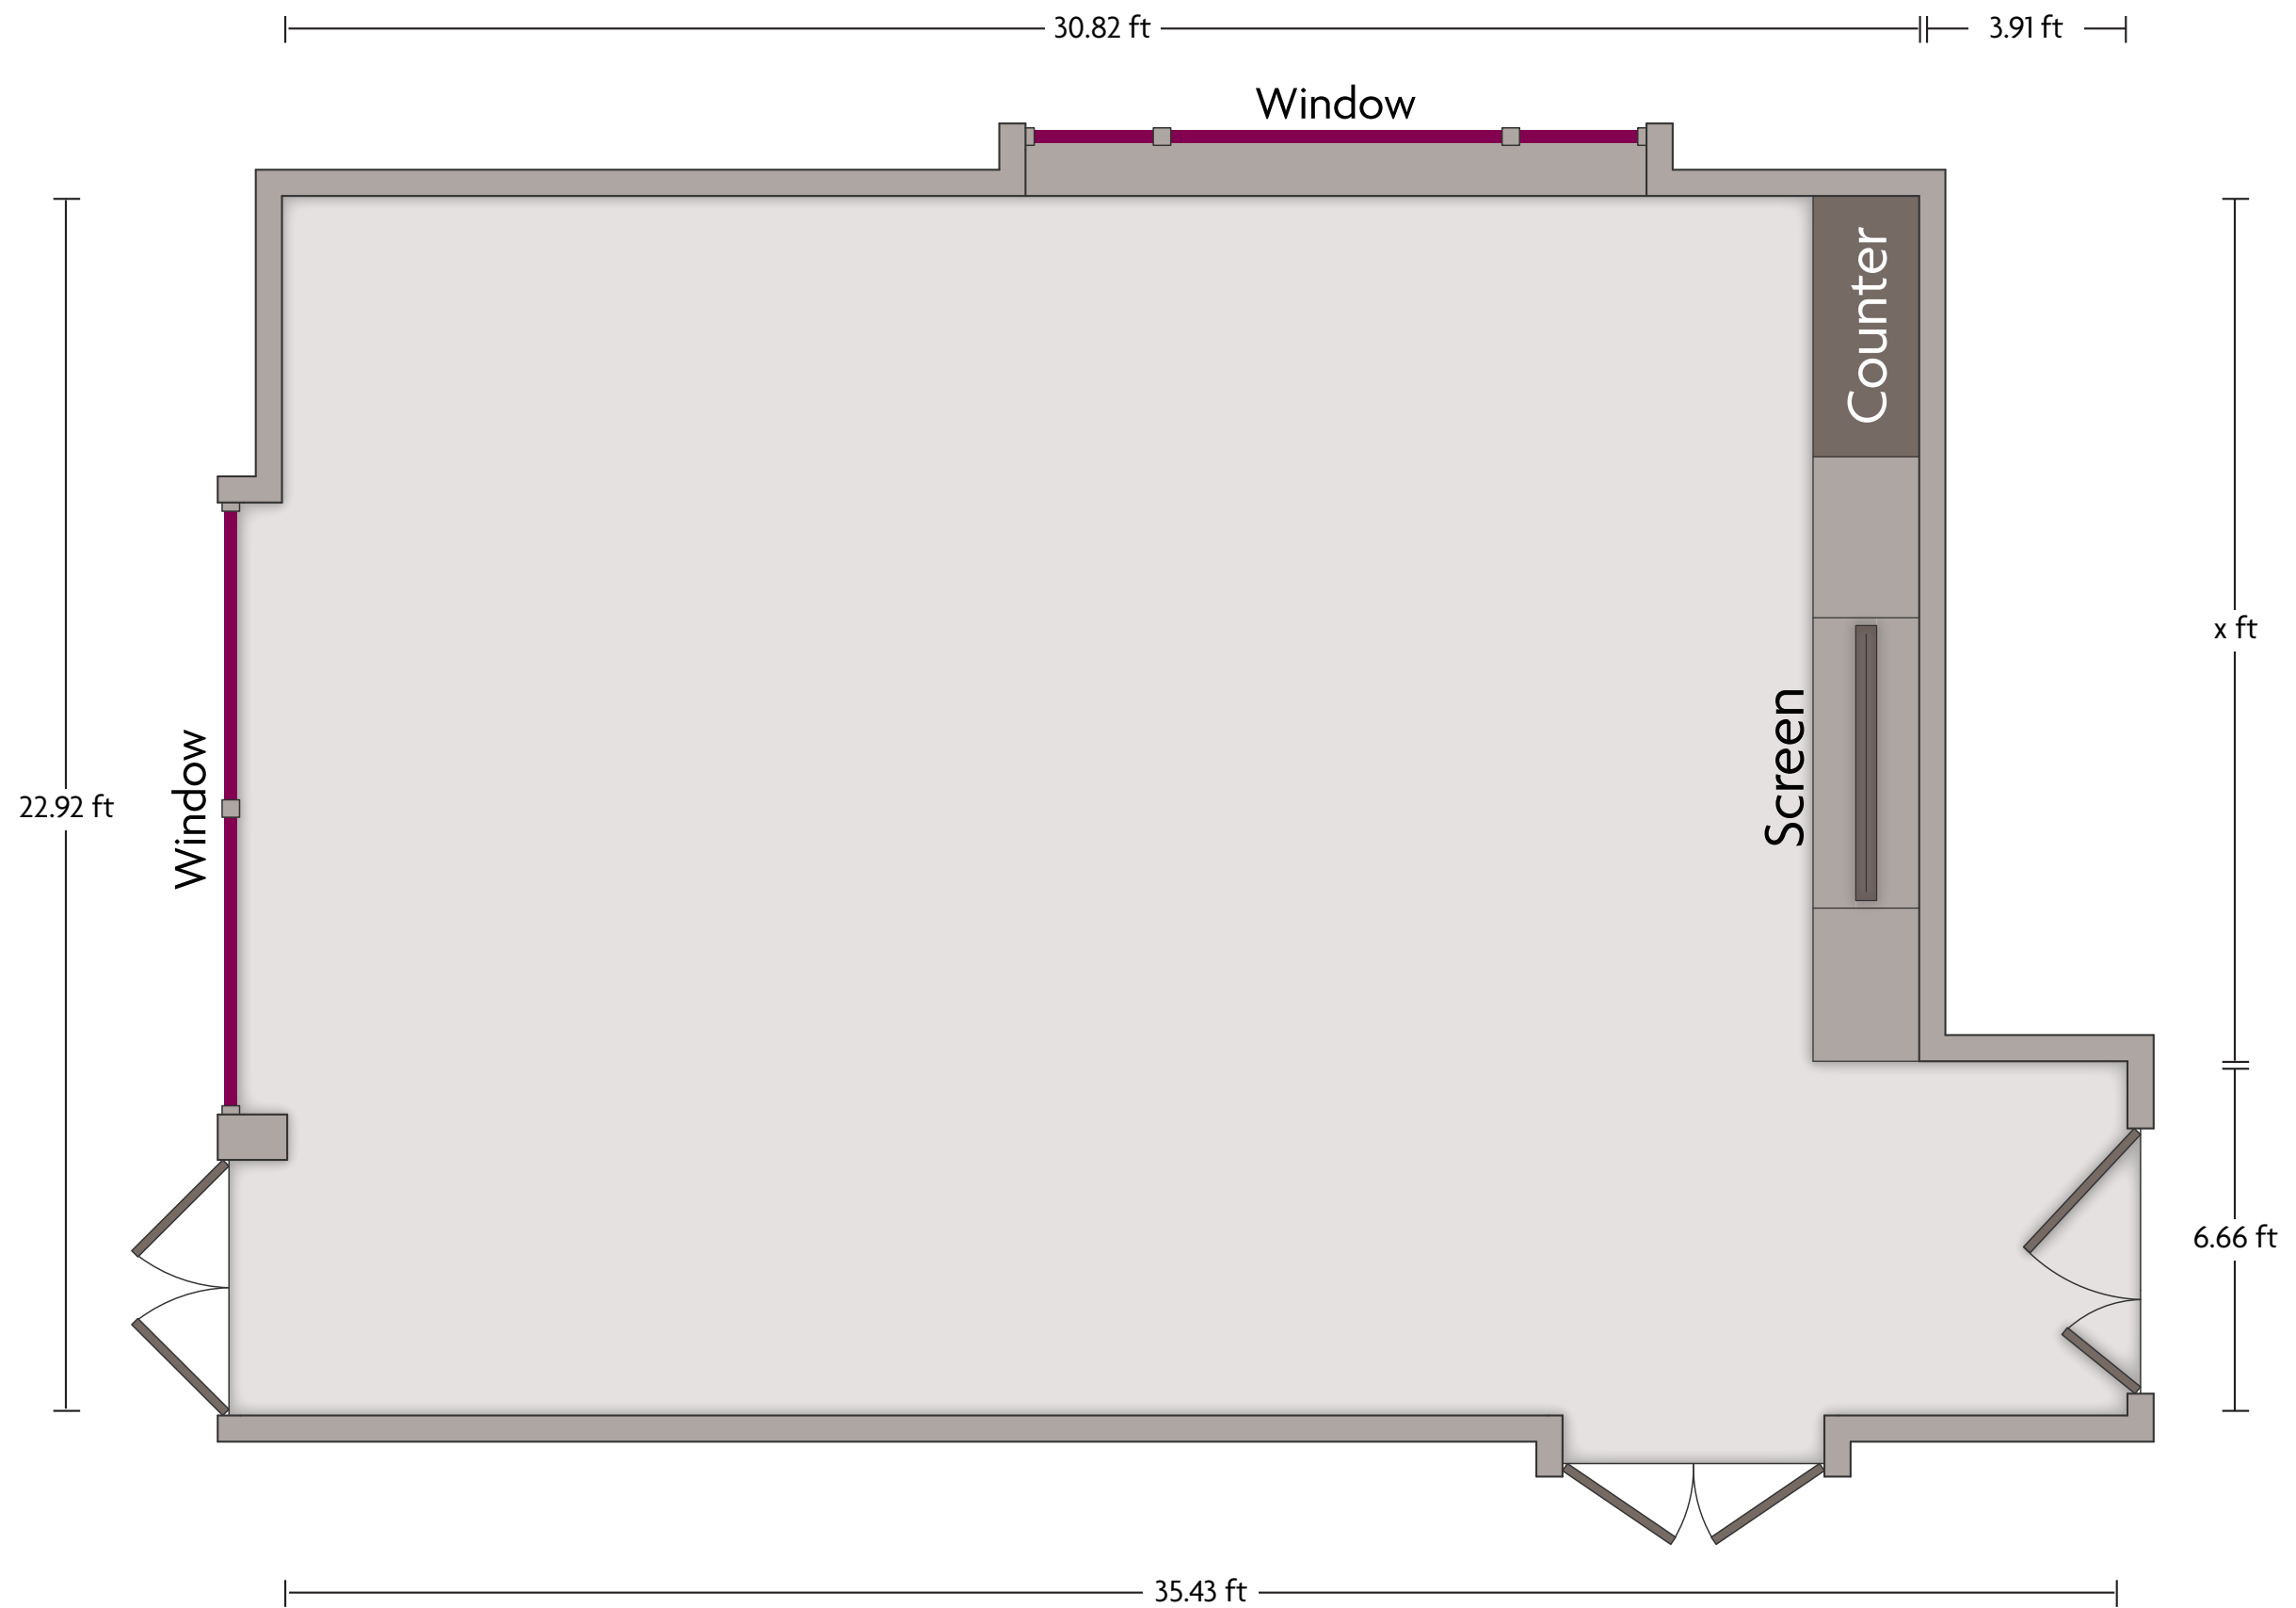 30.82 ft
3.91 ft
Window
Counter
x ft
Screen
Window
22.92 ft
6.66 ft
35.43 ft